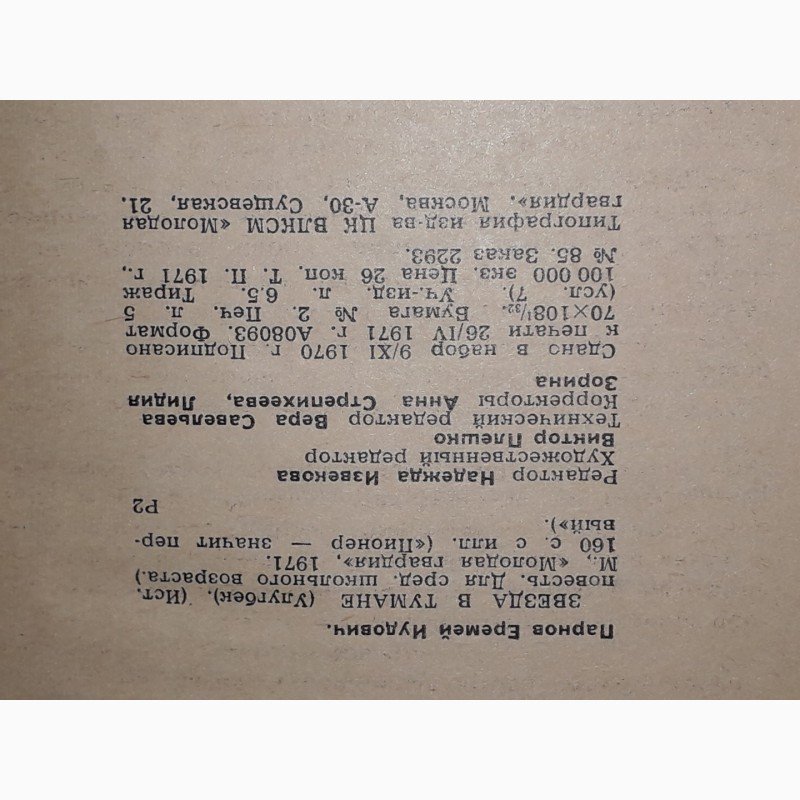 Парнов Еремей Иудович.
ЗВЕЗДА В ТУМАНЕ (Улугбек). (Ист.
повесть. Для сред. школьного возраста.)
М., «Молодая гвардия», 1971.
160 с. с илл. («Пионер — значит пер-
вый»).
Р2
Редактор Надежда Извекова
Художественный редактор
Виктор Плешко
Технический редактор Вера Савельева
Корректоры Анна Стрепихеева, Лидия
Зорина
Сдано в набор 9/XI 1970 г. Подписано
к печати 26/IV 1971 г. А08093. Формат
70×108¹/₃₂. Бумага № 2. Печ. л. 5
(усл. 7). Уч.-изд. л. 6,5. Тираж
100 000 экз. Цена 26 коп. Т. П. 1971 г.,
№ 85. Заказ 2293.
Типография изд-ва ЦК ВЛКСМ «Молодая
гвардия». Москва, А-30, Сущевская, 21.